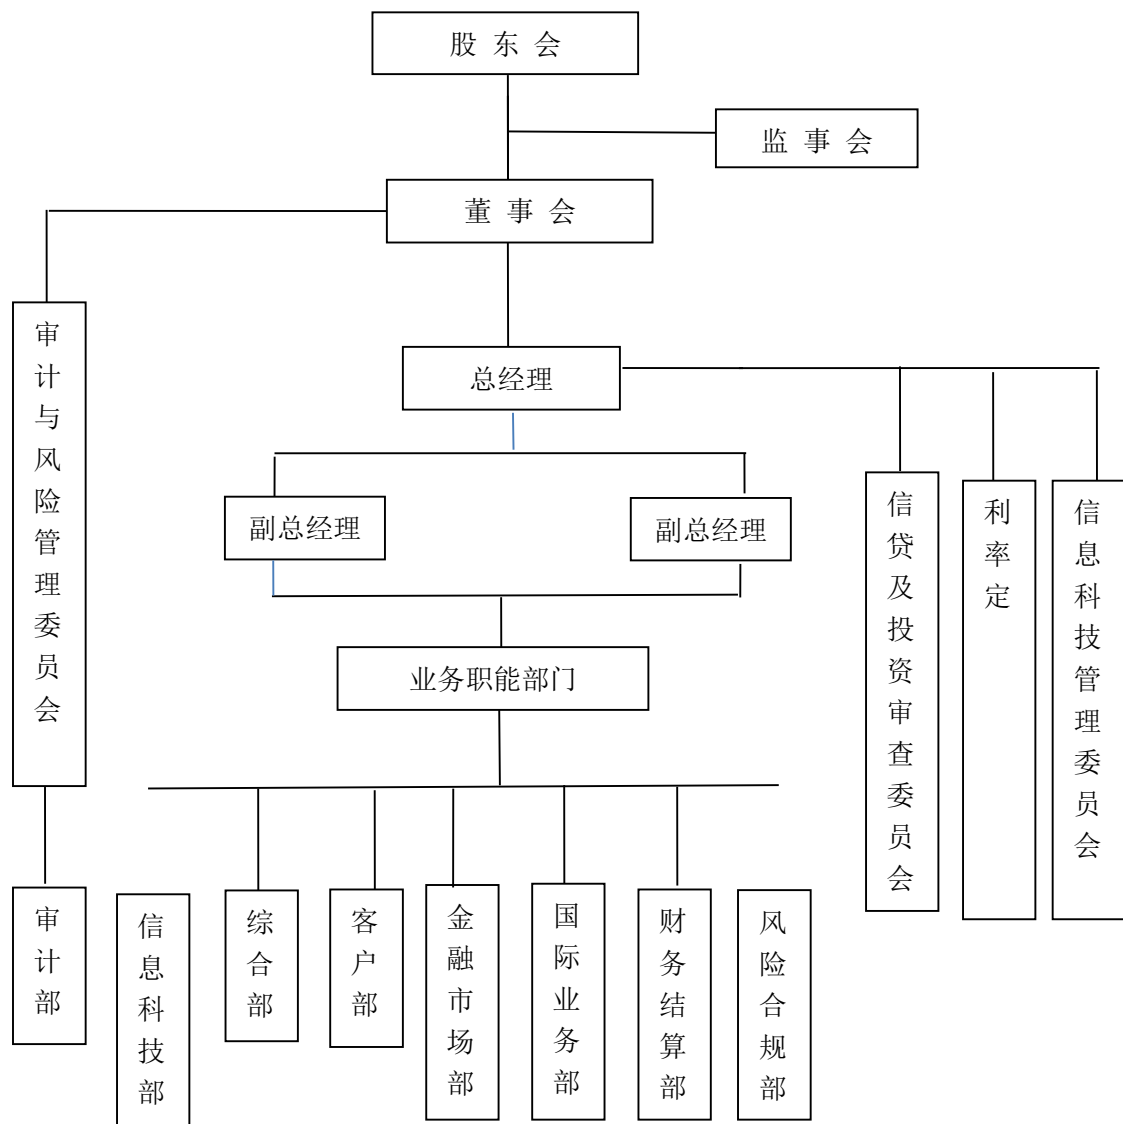 股 东 会
监 事 会
董 事 会
总经理
副总经理
副总经理
业务职能部门
审计与风险管理委员会
信贷及投资审查委员会
利率定
信息科技管理委员会
审计部
信息科技部
综合部
客户部
金融市场部
国际业务部
财务结算部
风险合规部